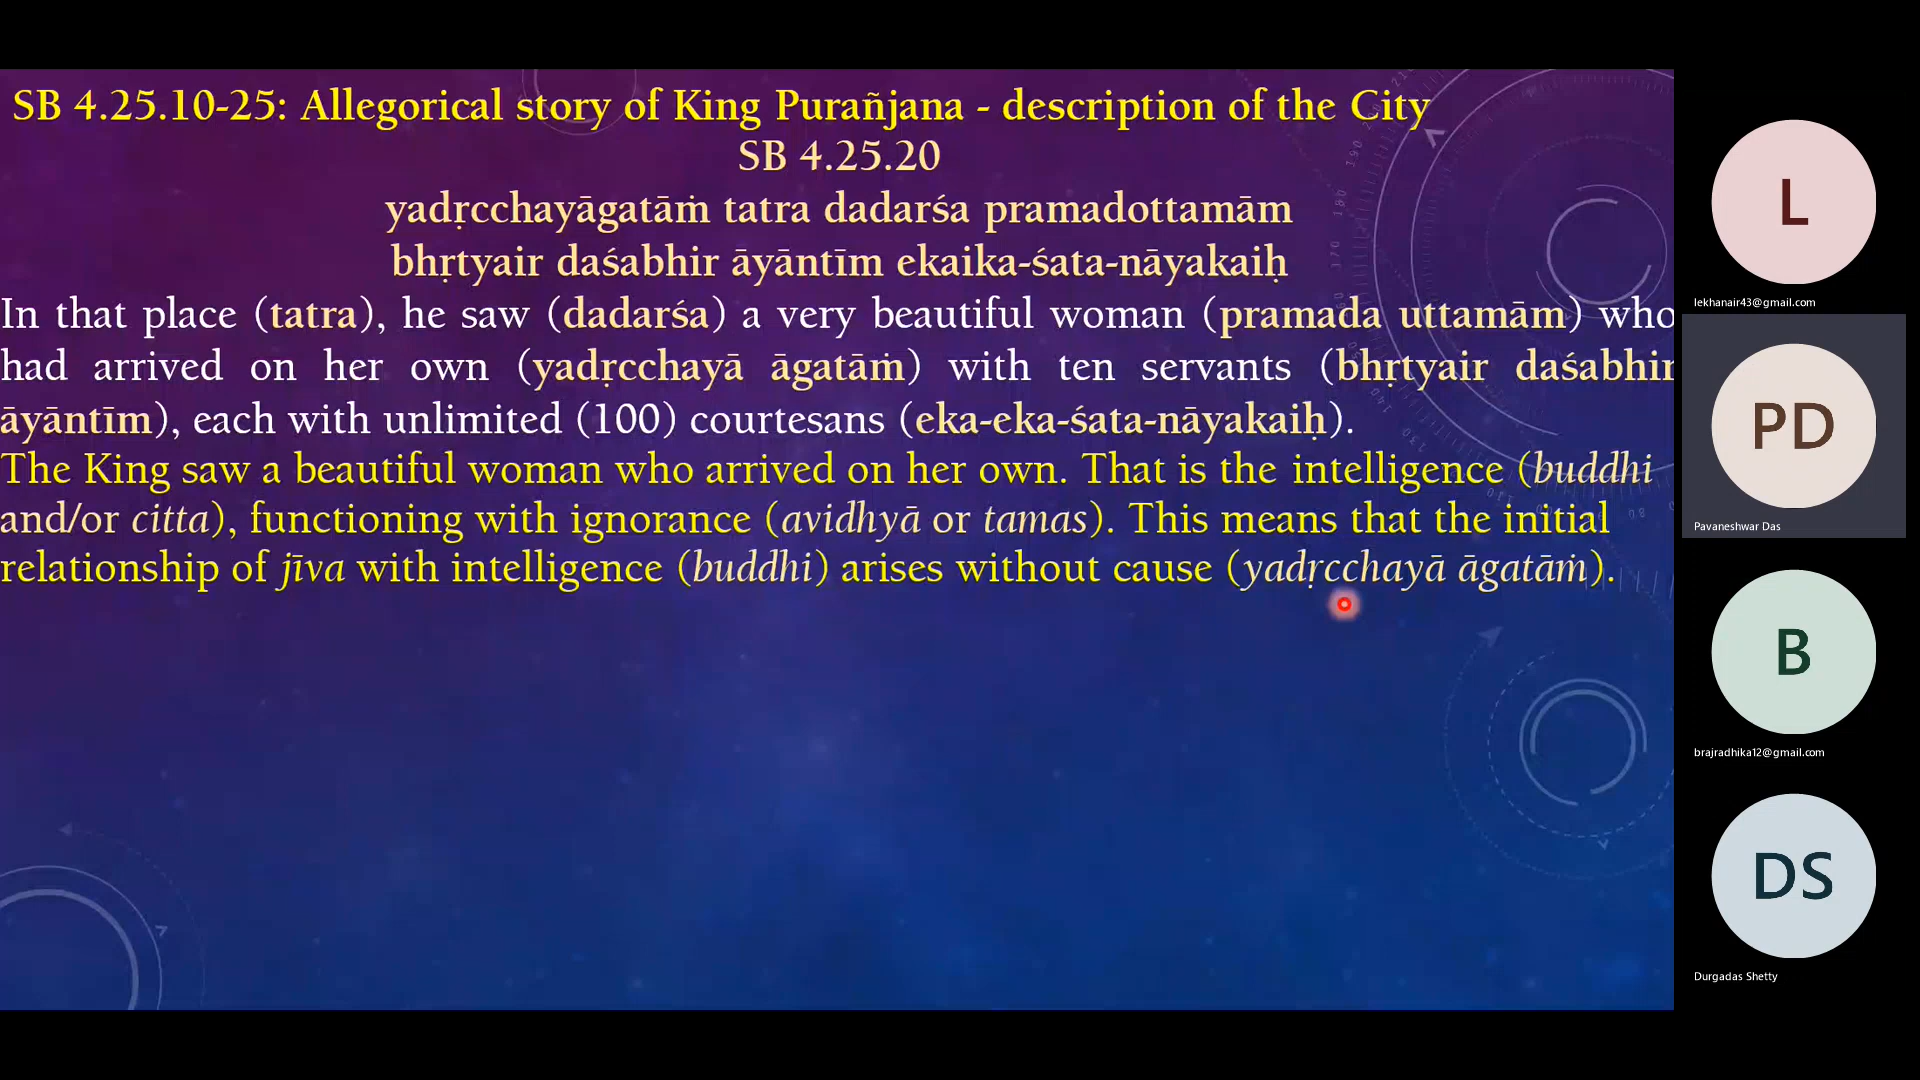 SB 4.25.10-25: Allegorical story of King Purañjana - description of the City
SB 4.25.20
yadṛcchayāgatāṁ tatra dadarśa pramadottamām
bhṛtyair daśabhir āyāntīm ekaika-śata-nāyakaiḥ
In that place (tatra), he saw (dadarśa) a very beautiful woman (pramada uttamām) who
had arrived on her own (yadṛcchayā āgatāṁ) with ten servants (bhṛtyair daśabhir
āyāntīm), each with unlimited (100) courtesans (eka-eka-śata-nāyakaiḥ).
The King saw a beautiful woman who arrived on her own. That is the intelligence (buddhi
and/or citta), functioning with ignorance (avidhyā or tamas). This means that the initial
relationship of jīva with intelligence (buddhi) arises without cause (yadṛcchayā āgatāṁ).
L
lekhanair43@gmail.com
PD
Pavaneshwar Das
B
brajradhika12@gmail.com
DS
Durgadas Shetty